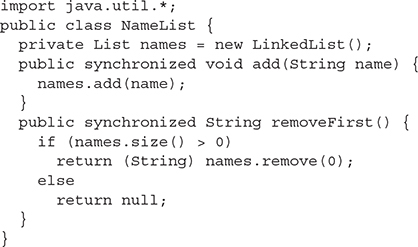 import java.util.*;
public class NameList {
  private List names = new LinkedList();
  public synchronized void add(String name) {
    names.add(name);
  }
  public synchronized String removeFirst() {
    if (names.size() > 0)
      return (String) names.remove(0);
    else
      return null;
  }
}